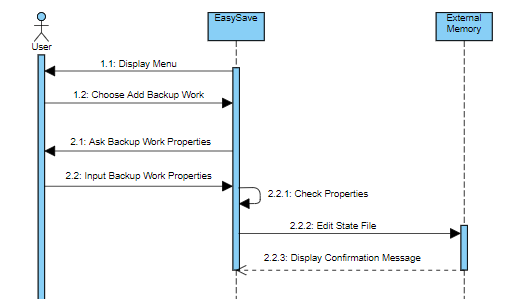 EasySave
External
Memory
User
1.1: Display Menu
1.2: Choose Add Backup Work
2.1: Ask Backup Work Properties
2.2: Input Backup Work Properties
2.2.1: Check Properties
2.2.2: Edit State File
2.2.3: Display Confirmation Message